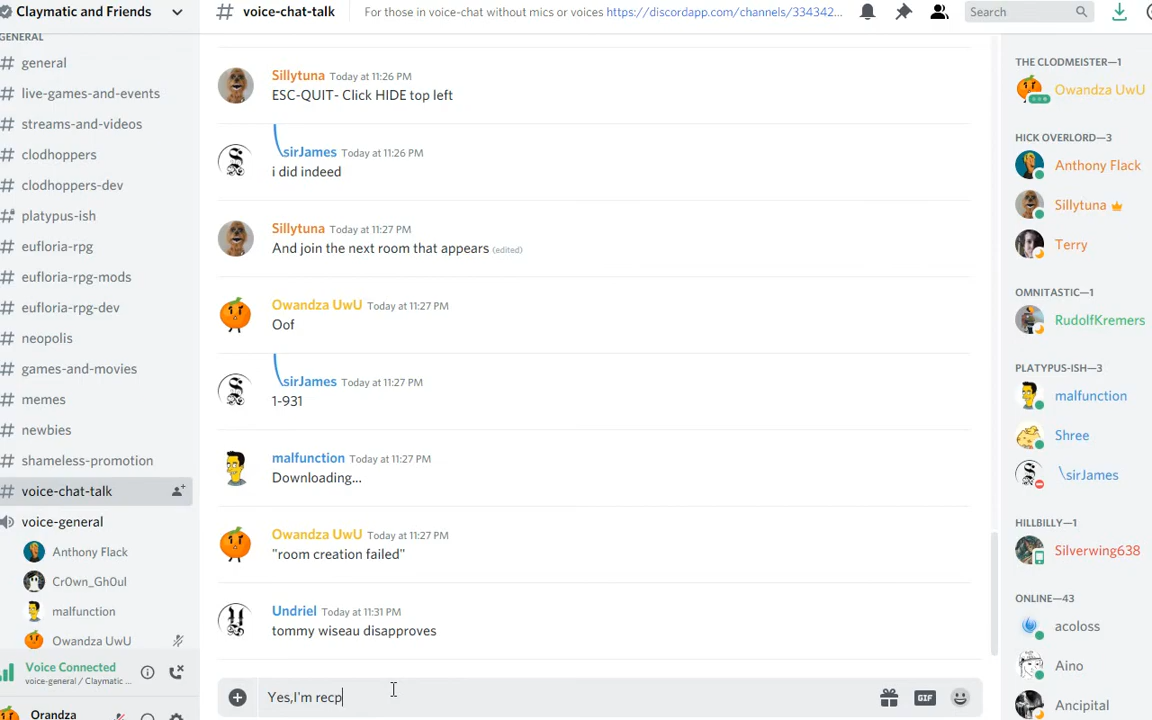 Claymatic and Friends
# voice-chat-talk
For those in voice-chat without mics or voices https://discordapp.com/channels/334342...
Search
GENERAL
# general
# live-games-and-events
# streams-and-videos
# clodhoppers
# clodhoppers-dev
# platypus-ish
# eufloria-rpg
# eufloria-rpg-mods
# eufloria-rpg-dev
# neopolis
# games-and-movies
# memes
# newbies
# shameless-promotion
# voice-chat-talk
voice-general
Anthony Flack
Cr0wn_Gh0ul
malfunction
Owandza UwU
Voice Connected
voice-general / Claymatic ...
Orandza
Sillytuna Today at 11:26 PM
ESC-QUIT- Click HIDE top left
\sirJames Today at 11:26 PM
i did indeed
Sillytuna Today at 11:27 PM
And join the next room that appears (edited)
Owandza UwU Today at 11:27 PM
Oof
\sirJames Today at 11:27 PM
1-931
malfunction Today at 11:27 PM
Downloading...
Owandza UwU Today at 11:27 PM
"room creation failed"
Undriel Today at 11:31 PM
tommy wiseau disapproves
Yes,I'm recp
GIF
THE CLODMEISTER—1
Owandza UwU
HICK OVERLORD—3
Anthony Flack
Sillytuna
Terry
OMNITASTIC—1
RudolfKremers
PLATYPUS-ISH—3
malfunction
Shree
\sirJames
HILLBILLY—1
Silverwing638
ONLINE—43
acoloss
Aino
Ancipital